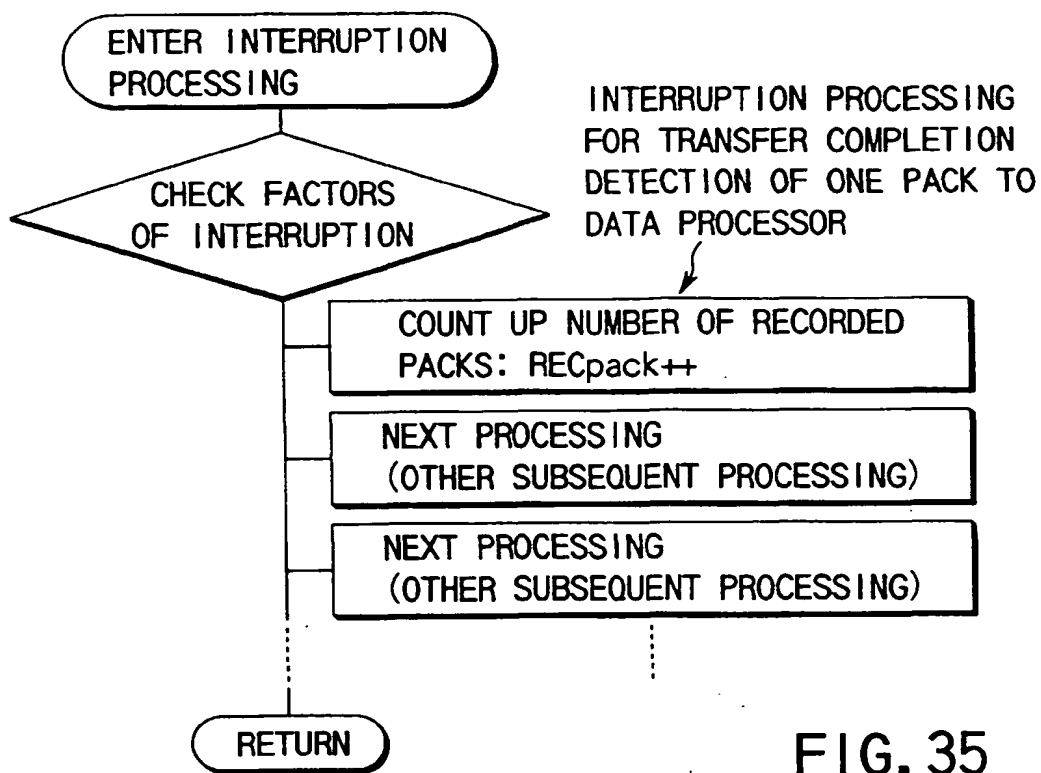 ENTER INTERRUPTION
PROCESSING
CHECK FACTORS
OF INTERRUPTION
INTERRUPTION PROCESSING
FOR TRANSFER COMPLETION
DETECTION OF ONE PACK TO
DATA PROCESSOR
COUNT UP NUMBER OF RECORDED
PACKS: RECpack++
NEXT PROCESSING
(OTHER SUBSEQUENT PROCESSING)
NEXT PROCESSING
(OTHER SUBSEQUENT PROCESSING)
RETURN
FIG. 35